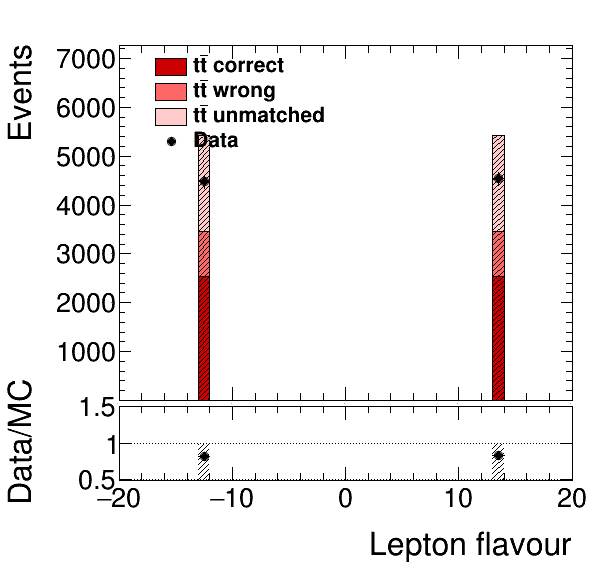 Events
7000
6000
5000
4000
3000
2000
1000
tt̅ correct
tt̅ wrong
tt̅ unmatched
Data
Data/MC
1.5
1
0.5
−20 −10 0 10 20
Lepton flavour